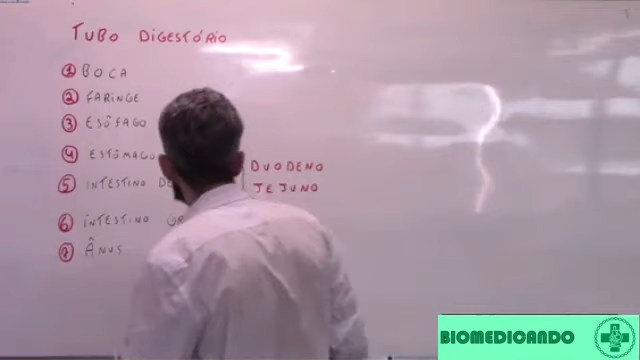 TUBO DIGESTÓRIO
1 BOCA
2 FARINGE
3 ESÔFAGO
4 ESTÔMAGO
5 INTESTINO
DUODENO
JEJUNO
6 INTESTINO
7 ÂNUS
BIOMEDICANDO